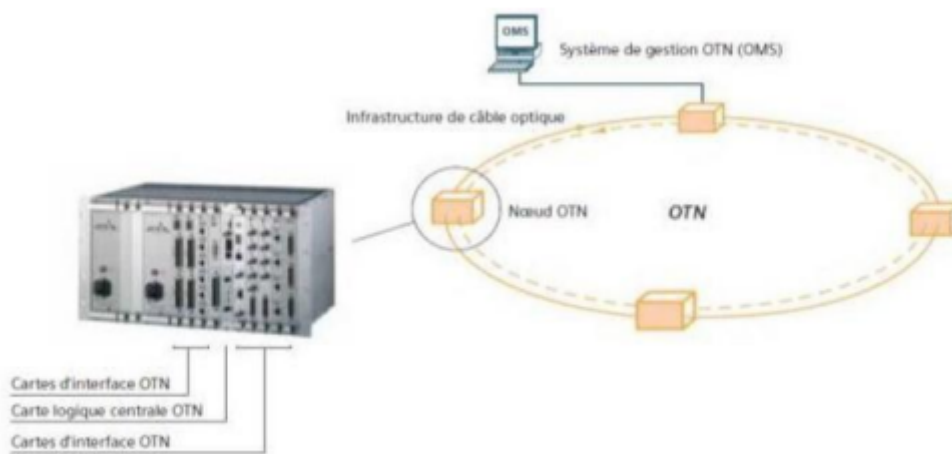 OMS
Système de gestion OTN (OMS)
Infrastructure de câble optique
Nœud OTN
OTN
Cartes d'interface OTN
Carte logique centrale OTN
Cartes d'interface OTN